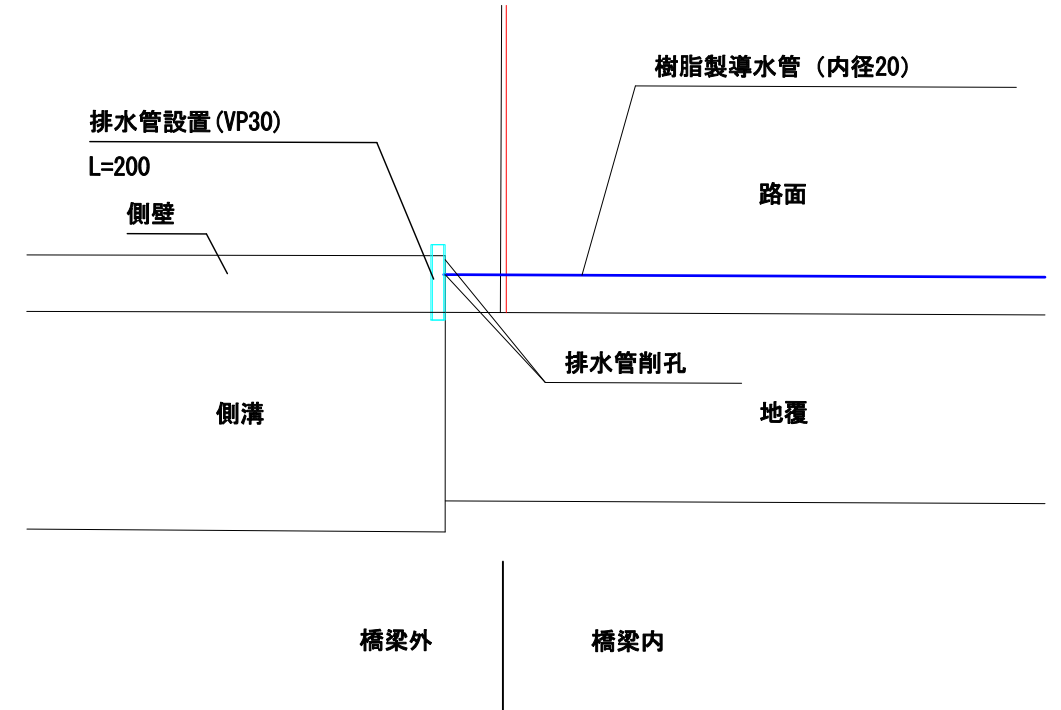 樹脂製導水管（内径20）
排水管設置(VP30)
L=200
路面
側壁
排水管削孔
側溝
地覆
橋梁外
橋梁内